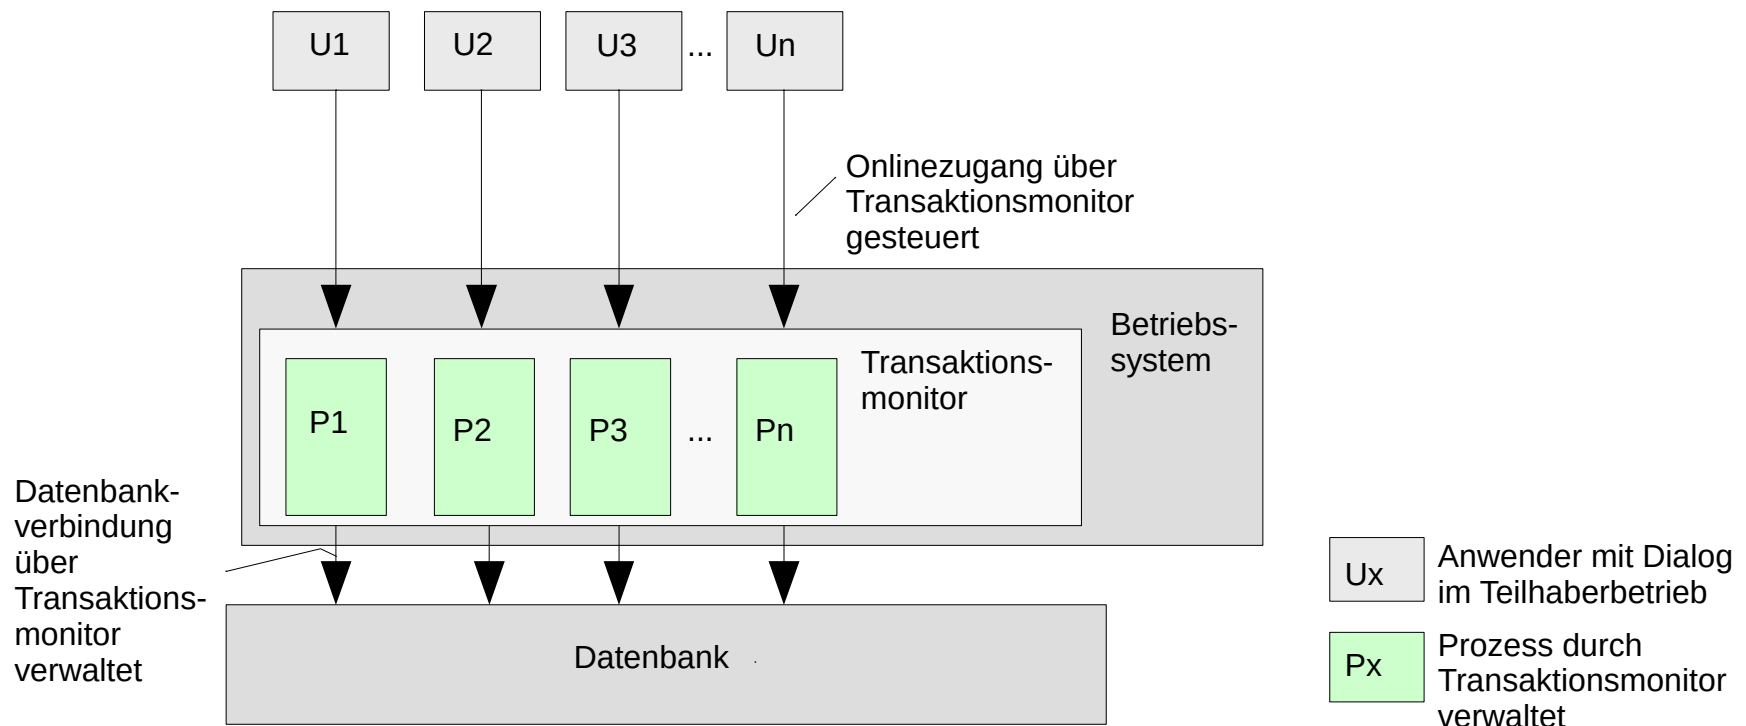 U1
U2
U3
...
Un
Onlinezugang über
Transaktionsmonitor
gesteuert
Betriebs-
system
Transaktions-
monitor
P1
P2
P3
...
Pn
Datenbank-
verbindung
über
Transaktions-
monitor
verwaltet
Datenbank
Ux
Anwender mit Dialog
im Teilhaberbetrieb
Px
Prozess durch
Transaktionsmonitor
verwaltet